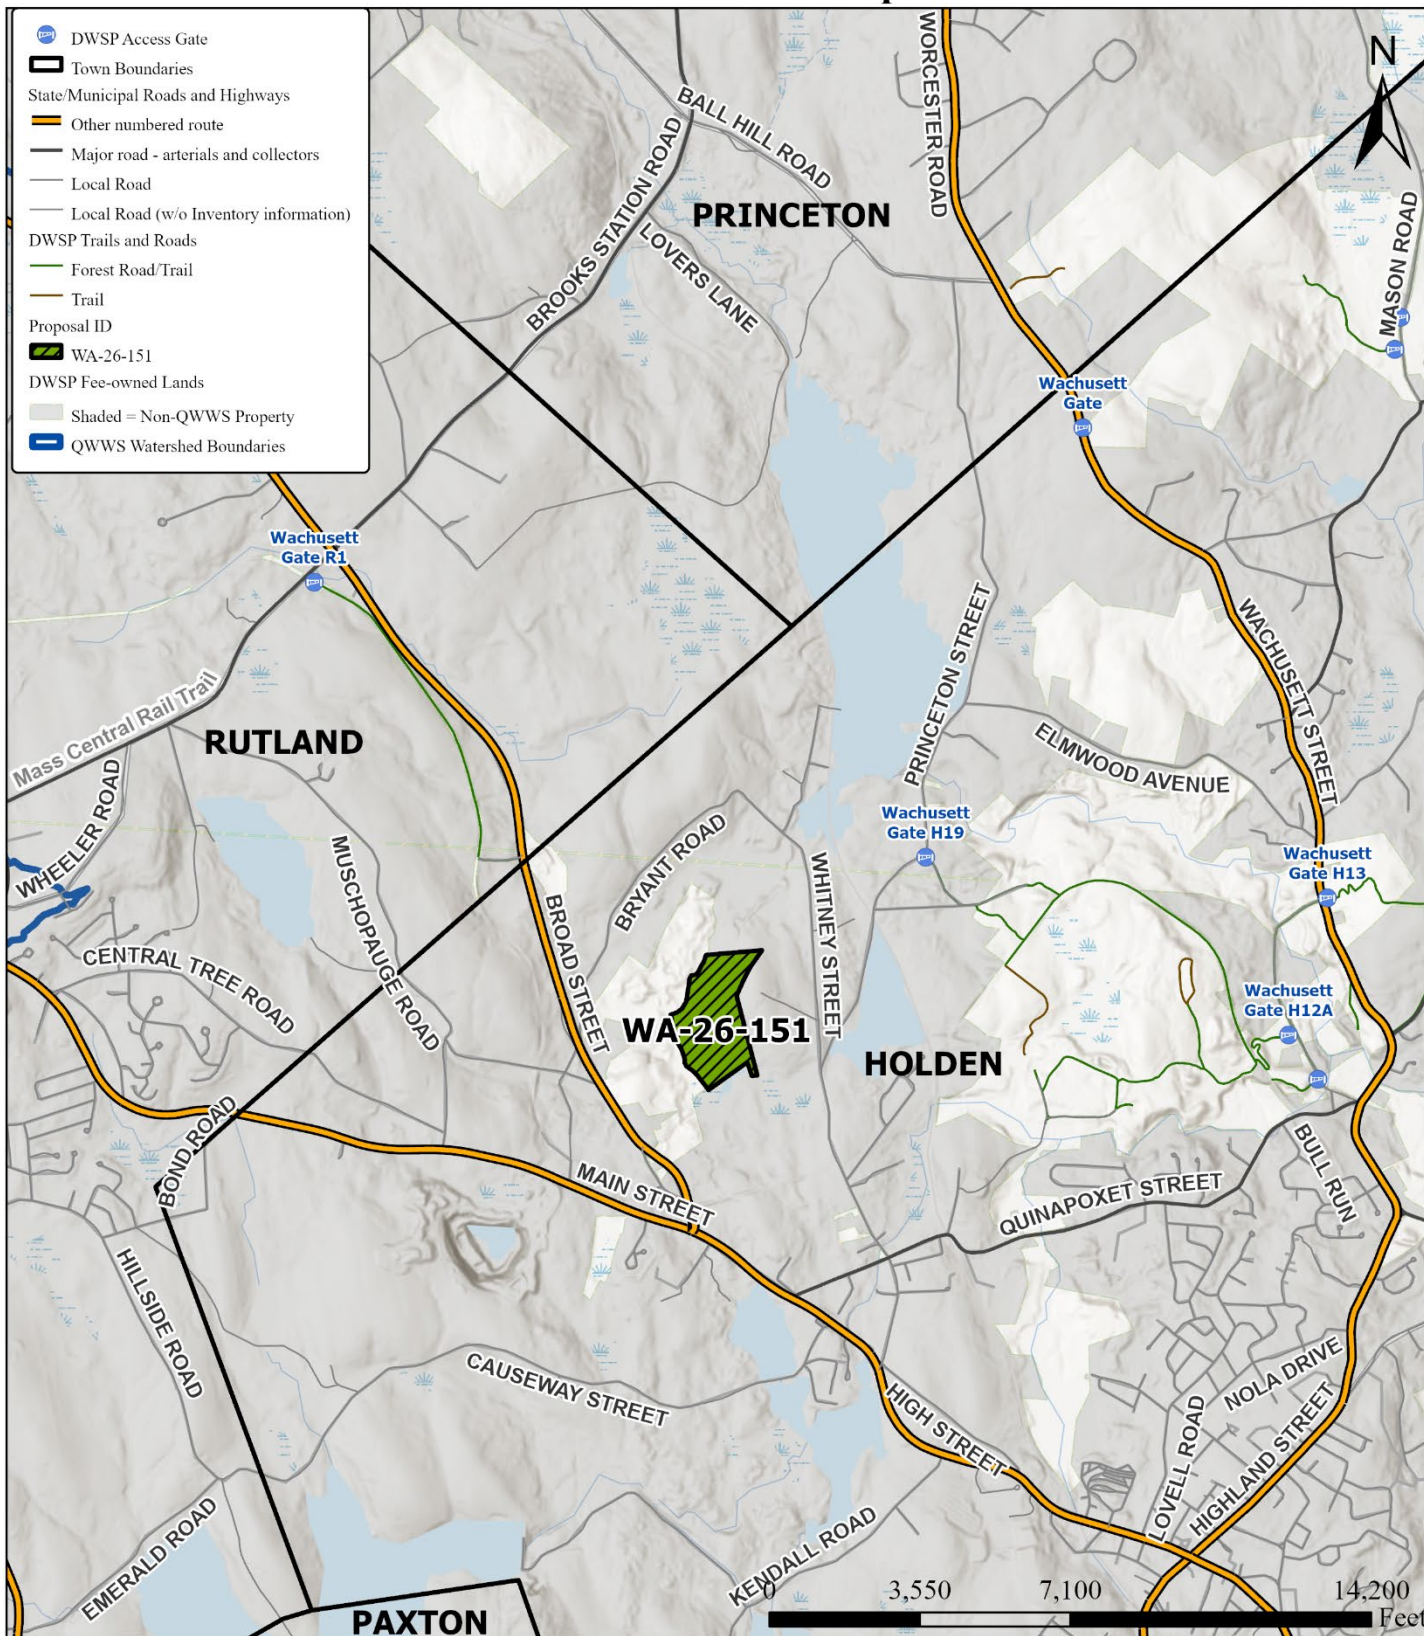 DWSP Access Gate
Town Boundaries
State/Municipal Roads and Highways
Other numbered route
Major road - arterials and collectors
Local Road
Local Road (w/o Inventory information)
DWSP Trails and Roads
Forest Road/Trail
Trail
Proposal ID
WA-26-151
DWSP Fee-owned Lands
Shaded = Non-QWWS Property
QWWS Watershed Boundaries
N
WORCESTER ROAD
BALL HILL ROAD
BROOKS STATION ROAD
PRINCETON
LOVERS LANE
MASON ROAD
Wachusett
Gate
Wachusett
Gate R1
PRINCETON STREET
WACHUSETT STREET
Mass Central Rail Trail
RUTLAND
ELMWOOD AVENUE
WHEELER ROAD
MUSCHOPAUGE ROAD
Wachusett
Gate H19
BRYANT ROAD
WHITNEY STREET
Wachusett
Gate H13
BROAD STREET
CENTRAL TREE ROAD
Wachusett
Gate H12A
WA-26-151
HOLDEN
BOND ROAD
MAIN STREET
QUINAPOXET STREET
BULL RUN
HILLSIDE ROAD
CAUSEWAY STREET
NOLA DRIVE
HIGH STREET
LOVELL ROAD
HIGHLAND STREET
EMERALD ROAD
KENDALL ROAD
PAXTON
0 3,550 7,100 14,200
Feet